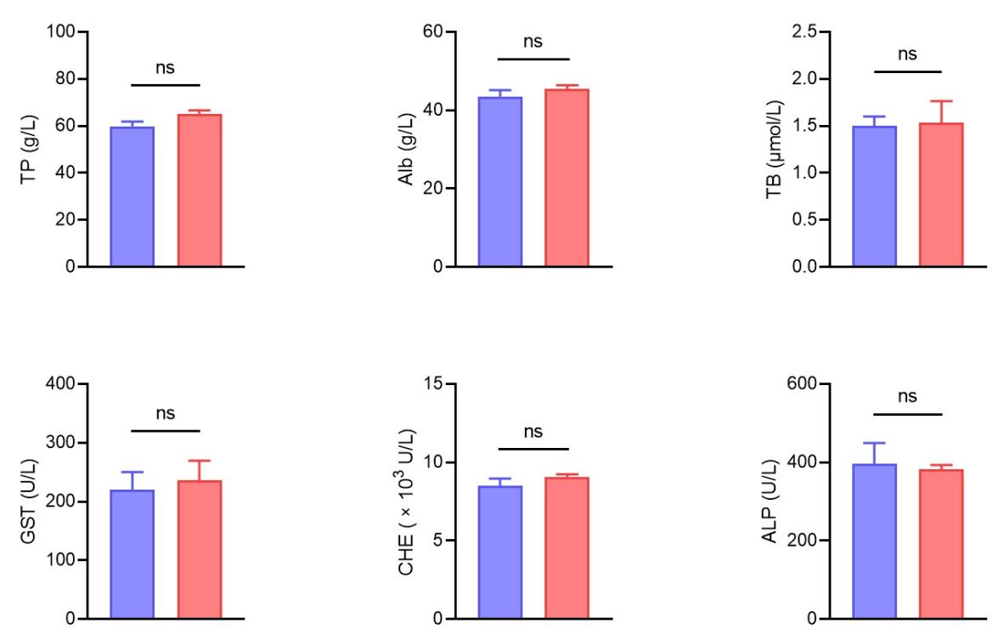 TP (g/L)
100
80
60
40
20
0
ns
Alb (g/L)
60
40
20
0
ns
TB (μmol/L)
2.5
2.0
1.5
1.0
0.5
0.0
ns
GST (U/L)
400
300
200
100
0
ns
CHE ( × 10³ U/L)
15
10
5
0
ns
ALP (U/L)
600
400
200
0
ns